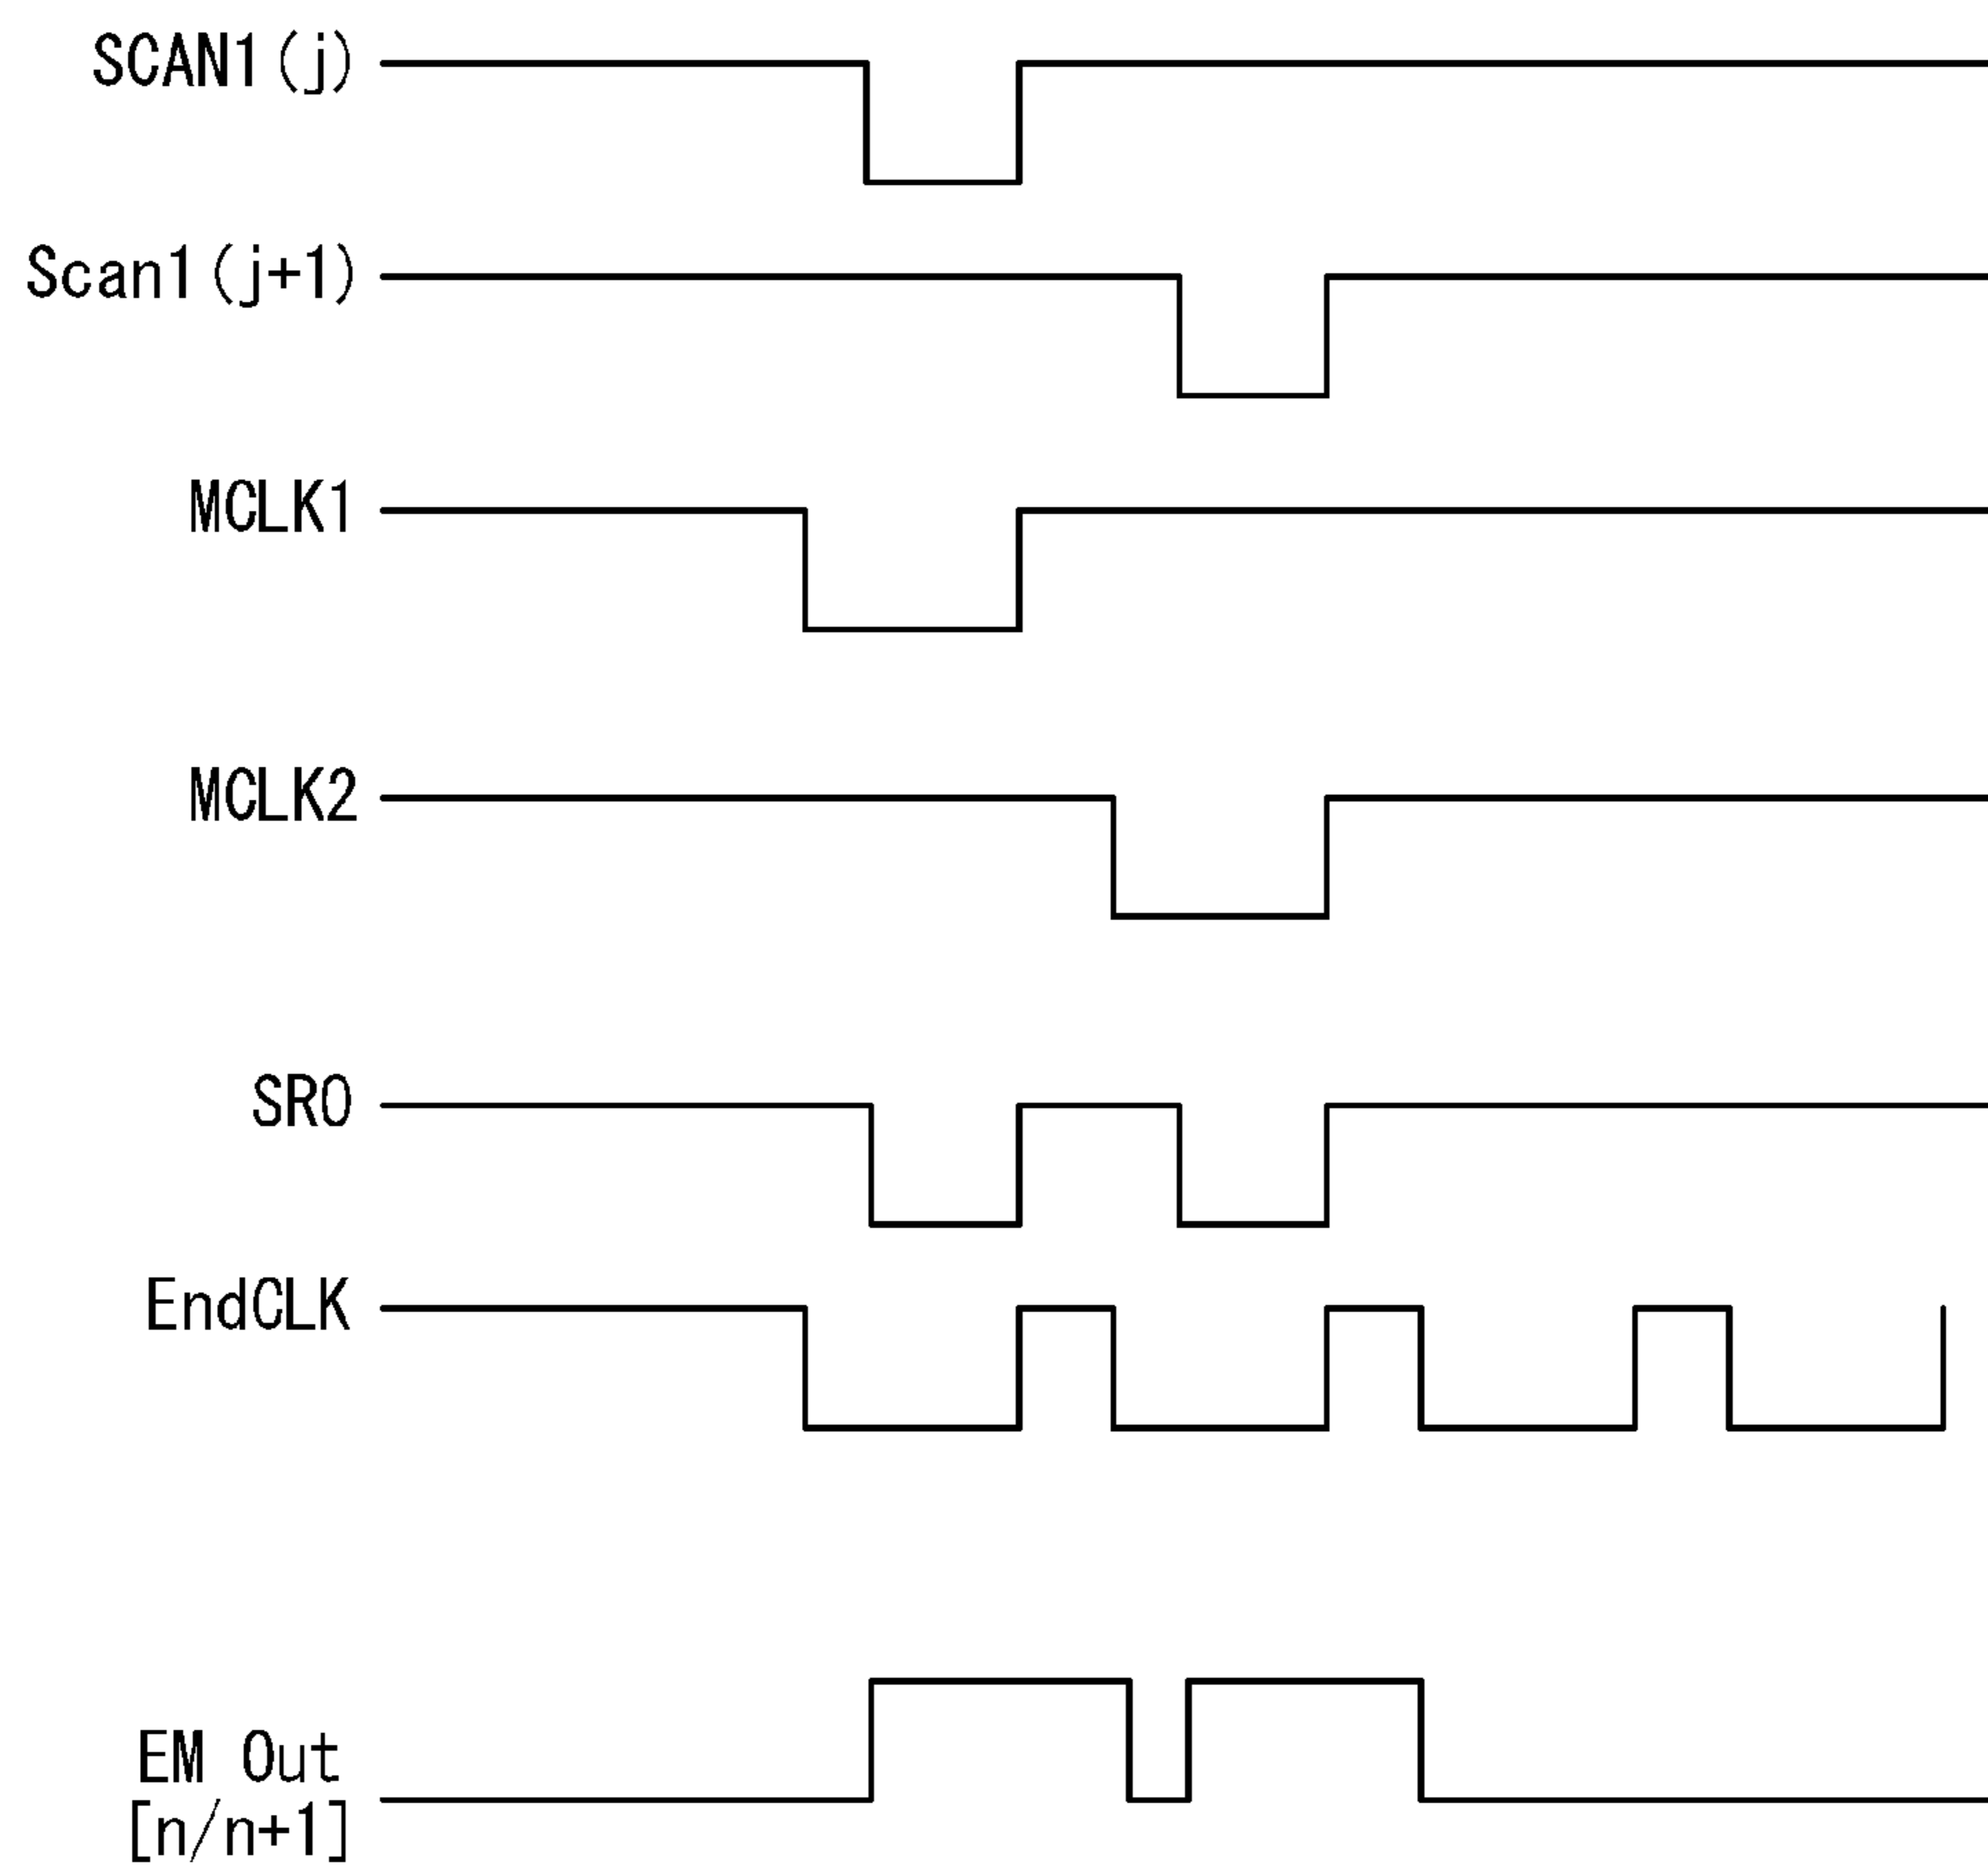 SCAN1(j)
Scan1(j+1)
MCLK1
MCLK2
SRO
EndCLK
EM Out
[n/n+1]